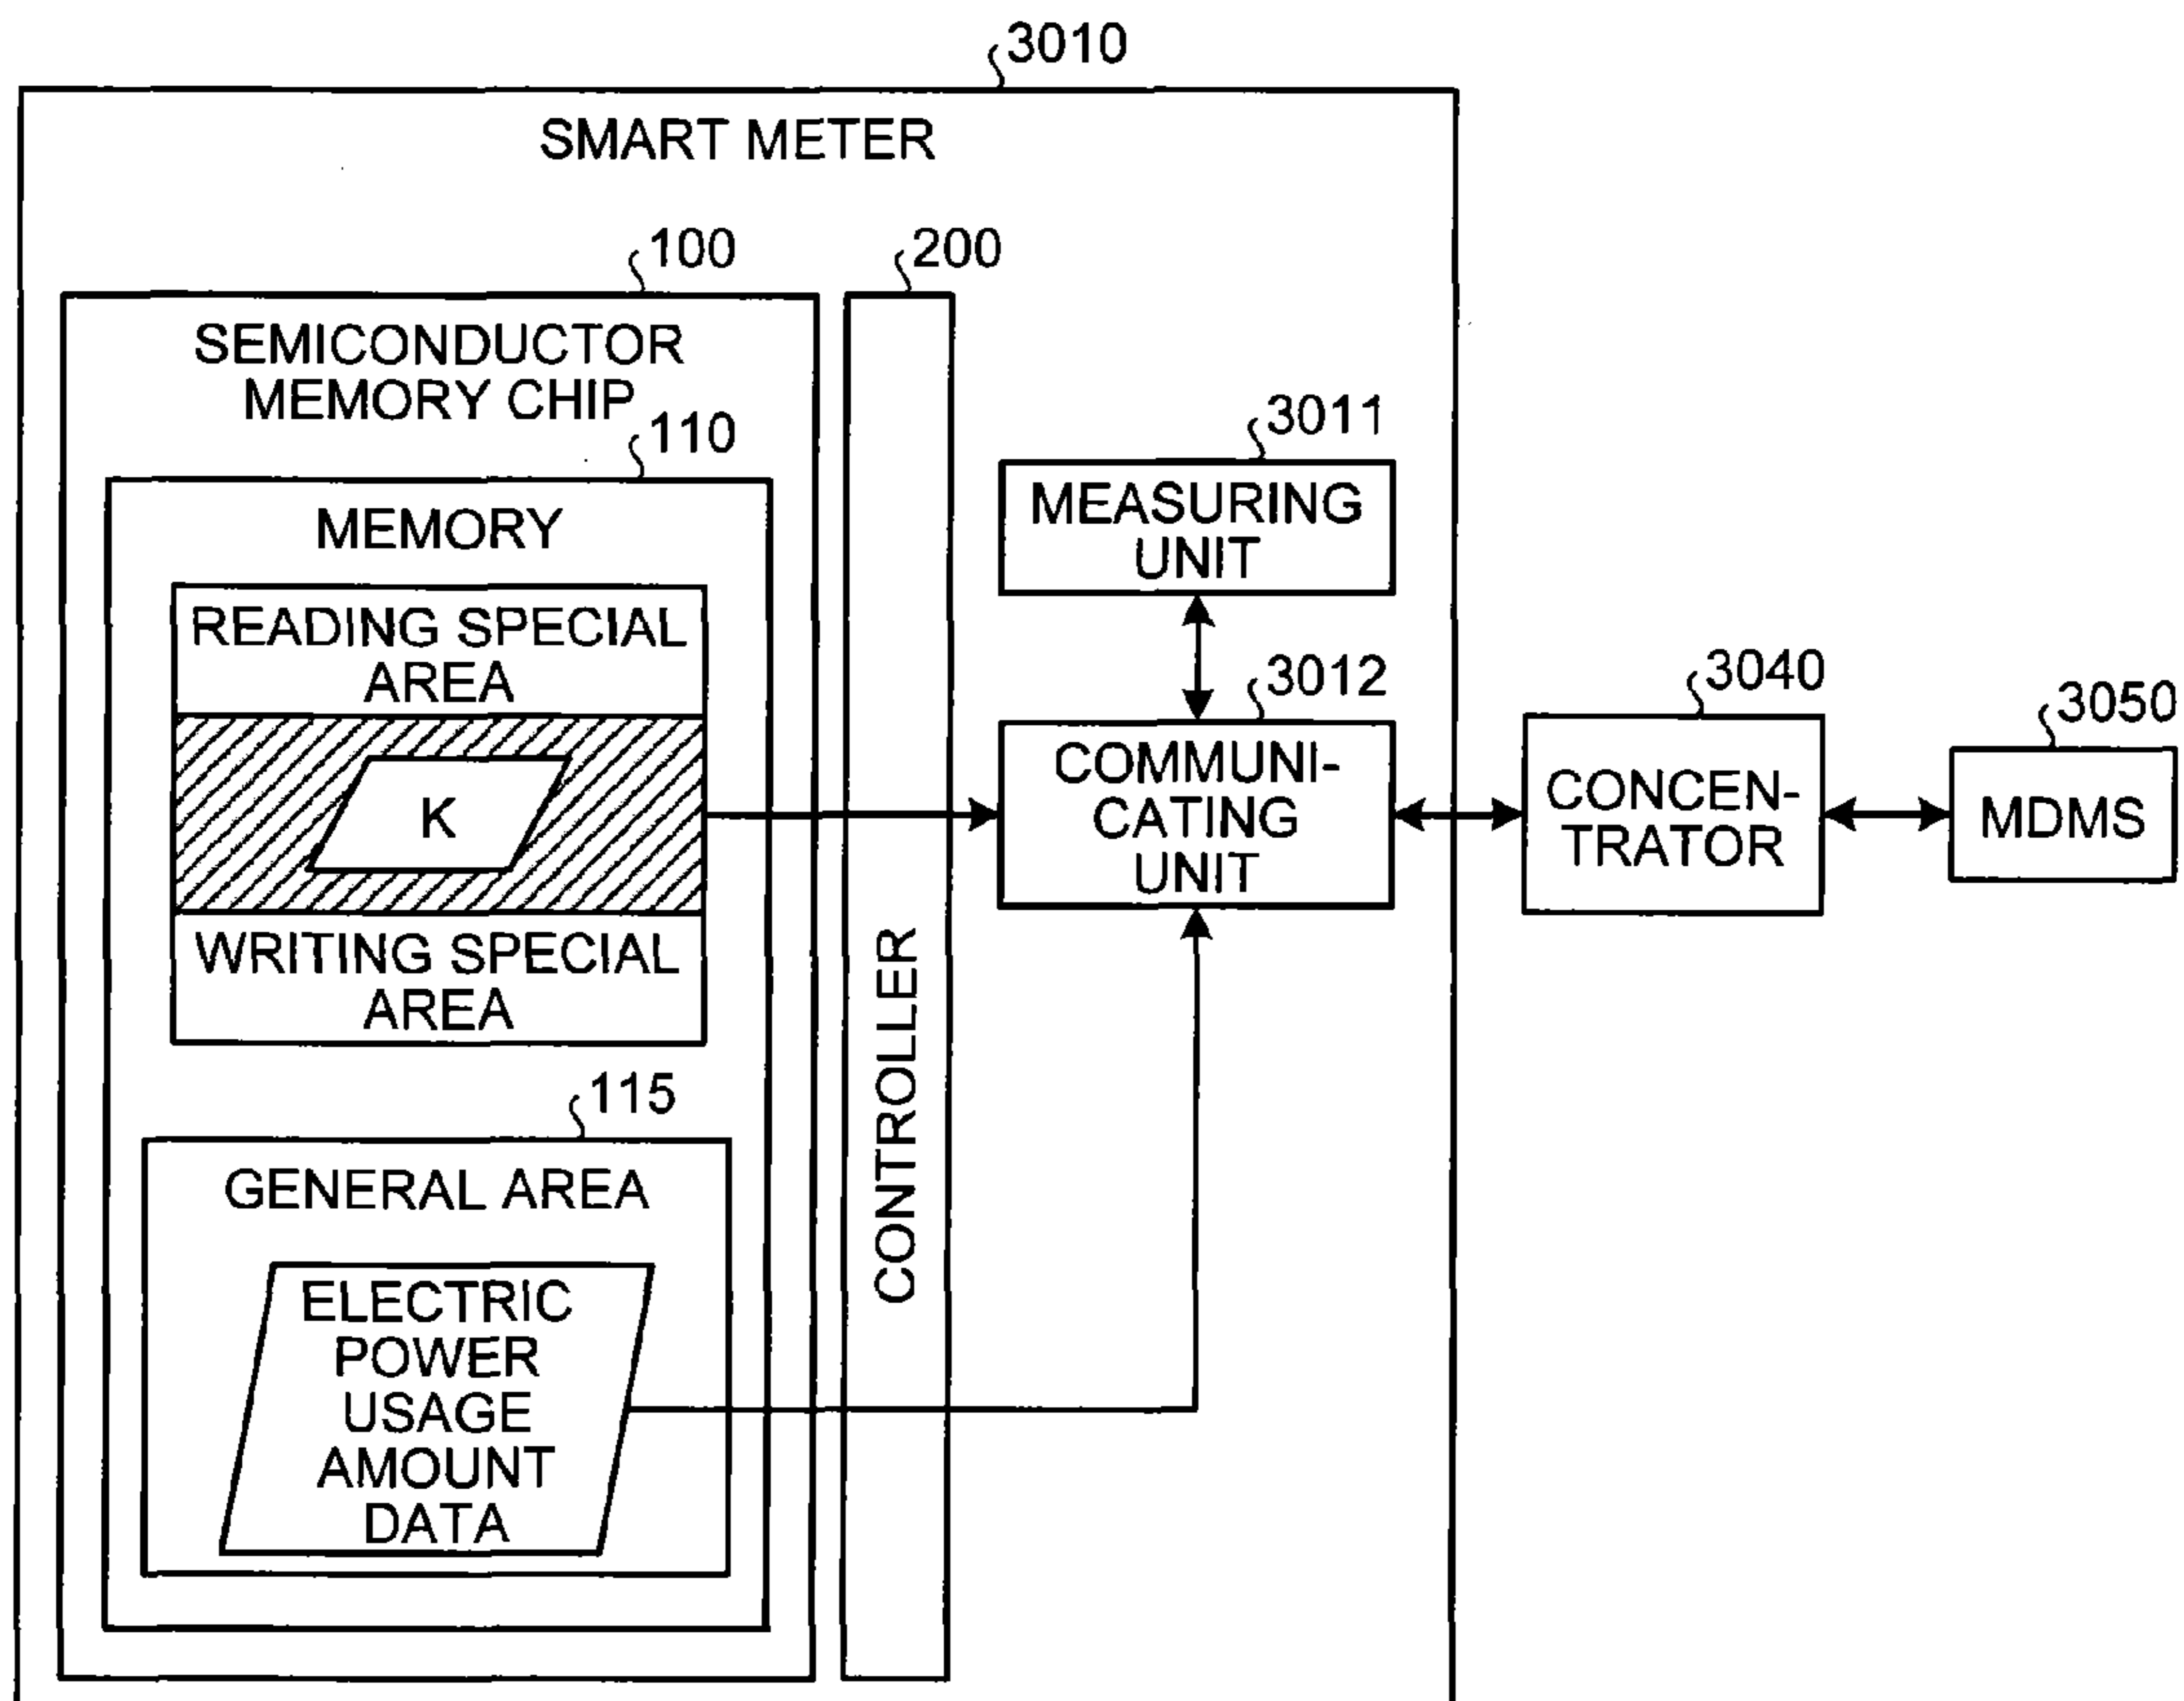 3010
SMART METER
100
200
SEMICONDUCTOR
MEMORY CHIP
110
MEMORY
READING SPECIAL
AREA
K
WRITING SPECIAL
AREA
115
GENERAL AREA
ELECTRIC
POWER
USAGE
AMOUNT
DATA
CONTROLLER
3011
MEASURING
UNIT
3012
COMMUNI-
CATING
UNIT
3040
CONCEN-
TRATOR
3050
MDMS